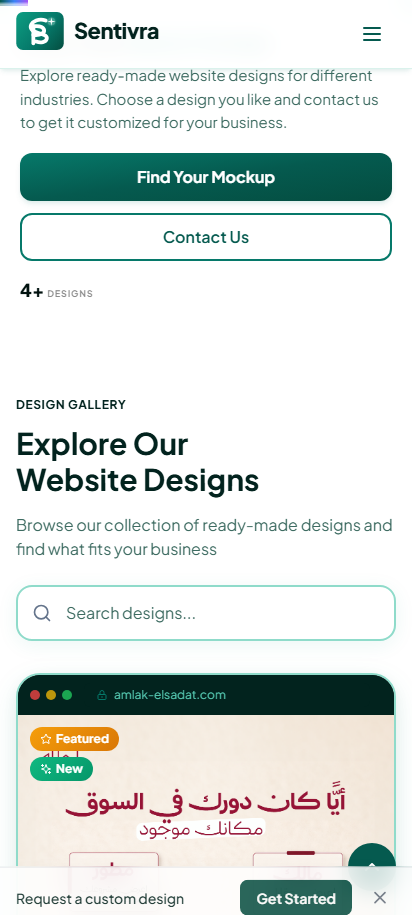 Sentivra
Explore ready-made website designs for different
industries. Choose a design you like and contact us
to get it customized for your business.
Find Your Mockup
Contact Us
4+ DESIGNS
DESIGN GALLERY
Explore Our
Website Designs
Browse our collection of ready-made designs and
find what fits your business
Search designs...
amlak-elsadat.com
Featured
New
أيًّا كان دورك في السوق
مكانك موجود
Request a custom design
Get Started